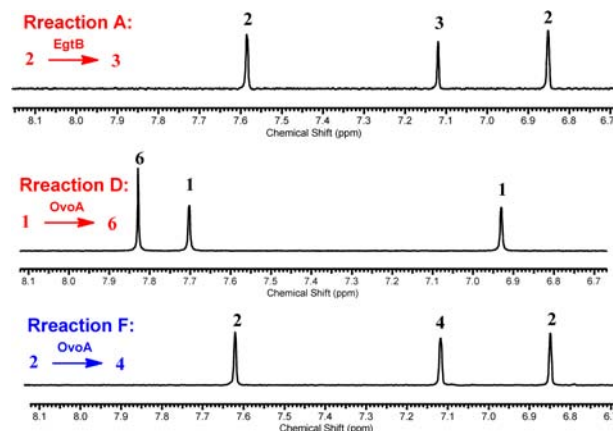 Rreaction A:
EgtB
2 3
2 3 2
8.1 8.0 7.9 7.8 7.7 7.6 7.5 7.4 7.3 7.2 7.1 7.0 6.9 6.8 6.7
Chemical Shift (ppm)
Rreaction D:
OvoA
1 6
6 1 1
8.1 8.0 7.9 7.8 7.7 7.6 7.5 7.4 7.3 7.2 7.1 7.0 6.9 6.8 6.7
Chemical Shift (ppm)
Rreaction F:
OvoA
2 4
2 4 2
8.1 8.0 7.9 7.8 7.7 7.6 7.5 7.4 7.3 7.2 7.1 7.0 6.9 6.8 6.7
Chemical Shift (ppm)